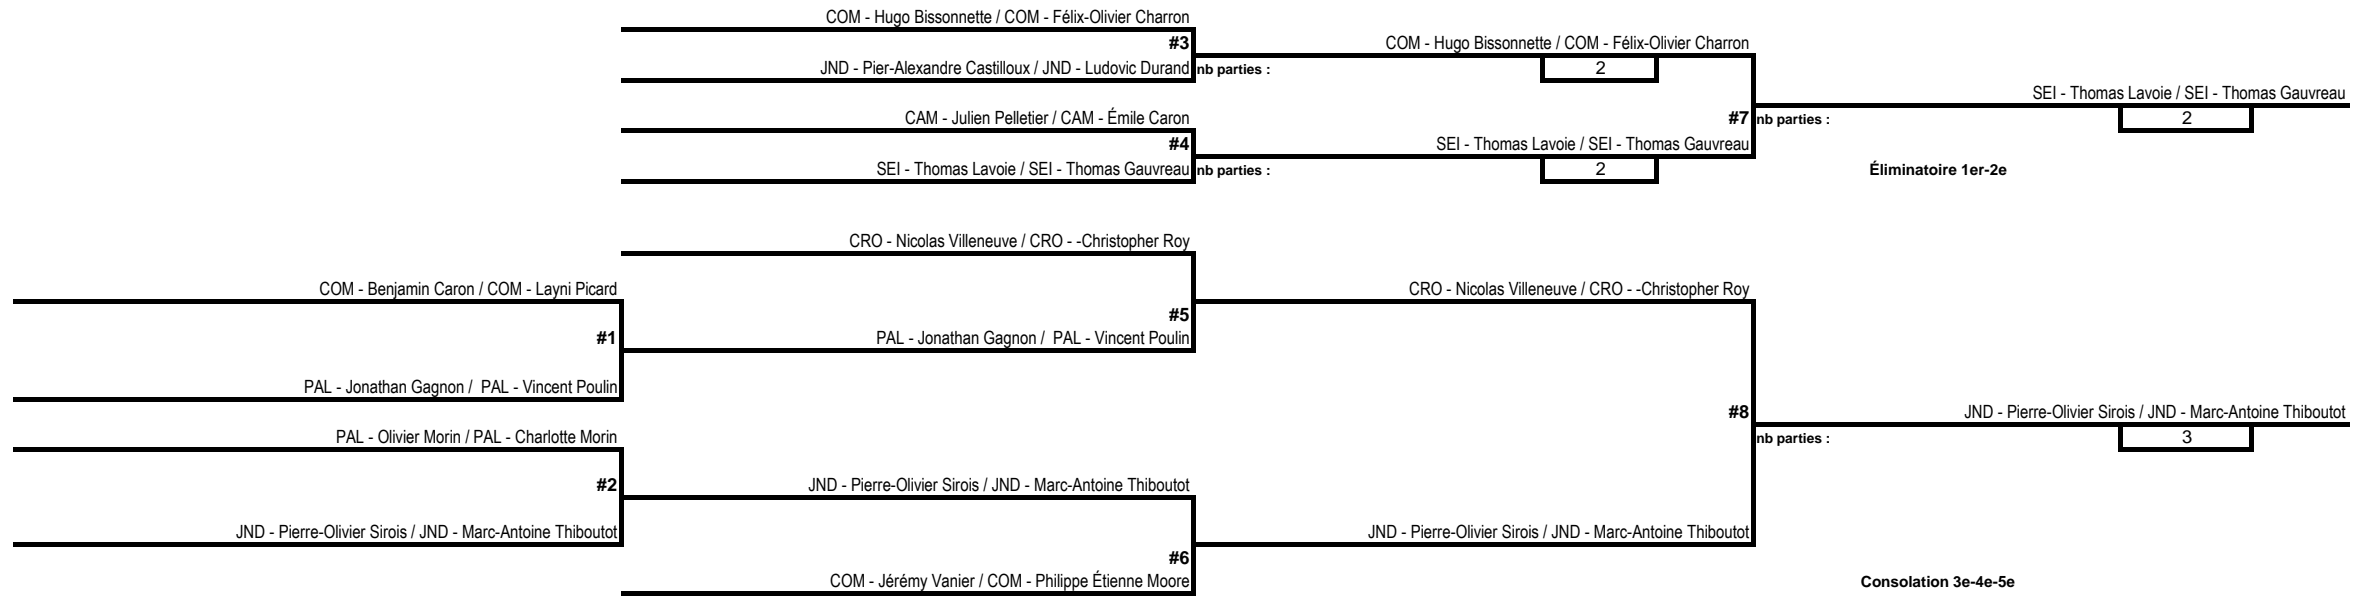 COM - Hugo Bissonnette / COM - Félix-Olivier Charron
#3
COM - Hugo Bissonnette / COM - Félix-Olivier Charron
JND - Pier-Alexandre Castilloux / JND - Ludovic Durand
nb parties :
2
SEI - Thomas Lavoie / SEI - Thomas Gauvreau
CAM - Julien Pelletier / CAM - Émile Caron
#7
nb parties :
2
#4
SEI - Thomas Lavoie / SEI - Thomas Gauvreau
SEI - Thomas Lavoie / SEI - Thomas Gauvreau
nb parties :
2
Éliminatoire 1er-2e
CRO - Nicolas Villeneuve / CRO - -Christopher Roy
COM - Benjamin Caron / COM - Layni Picard
CRO - Nicolas Villeneuve / CRO - -Christopher Roy
#5
#1
PAL - Jonathan Gagnon /  PAL - Vincent Poulin
PAL - Jonathan Gagnon /  PAL - Vincent Poulin
#8
JND - Pierre-Olivier Sirois / JND - Marc-Antoine Thiboutot
PAL - Olivier Morin / PAL - Charlotte Morin
nb parties :
3
#2
JND - Pierre-Olivier Sirois / JND - Marc-Antoine Thiboutot
JND - Pierre-Olivier Sirois / JND - Marc-Antoine Thiboutot
JND - Pierre-Olivier Sirois / JND - Marc-Antoine Thiboutot
#6
COM - Jérémy Vanier / COM - Philippe Étienne Moore
Consolation 3e-4e-5e